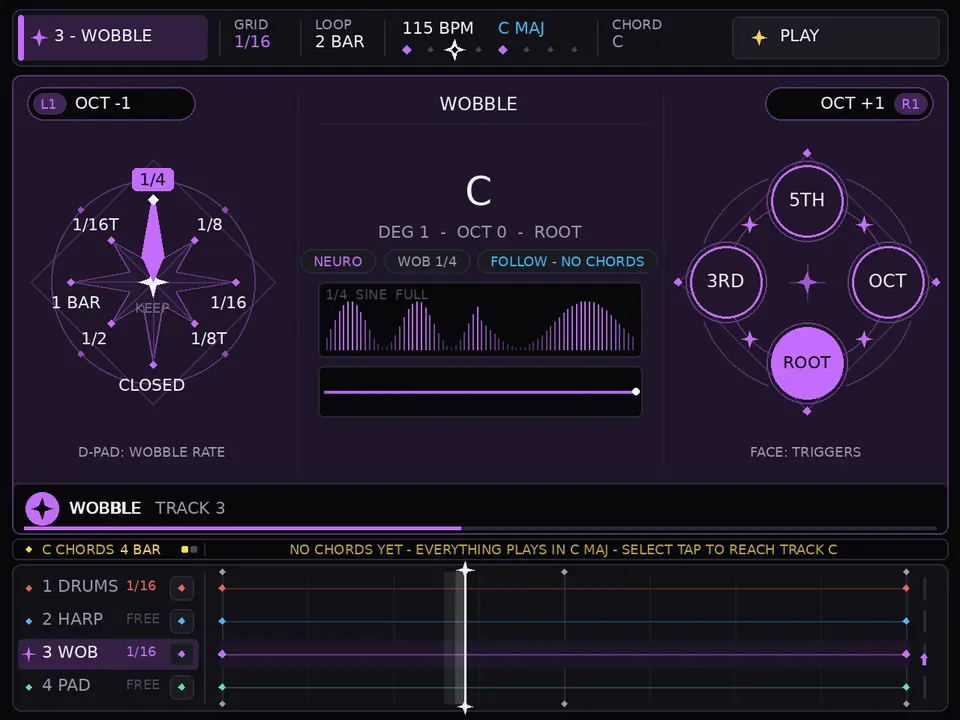 3 - WOBBLE
GRID
1/16
LOOP
2 BAR
115 BPM
C MAJ
CHORD
C
PLAY
L1 OCT -1
WOBBLE
OCT +1 R1
1/4
1/16T
1/8
1 BAR
KEEP
1/16
1/2
1/8T
CLOSED
D-PAD: WOBBLE RATE
C
DEG 1 - OCT 0 - ROOT
NEURO
WOB 1/4
FOLLOW - NO CHORDS
1/4 SINE FULL
5TH
3RD
OCT
ROOT
FACE: TRIGGERS
WOBBLE TRACK 3
C CHORDS 4 BAR
NO CHORDS YET - EVERYTHING PLAYS IN C MAJ - SELECT TAP TO REACH TRACK C
1 DRUMS 1/16
2 HARP FREE
3 WOB 1/16
4 PAD FREE